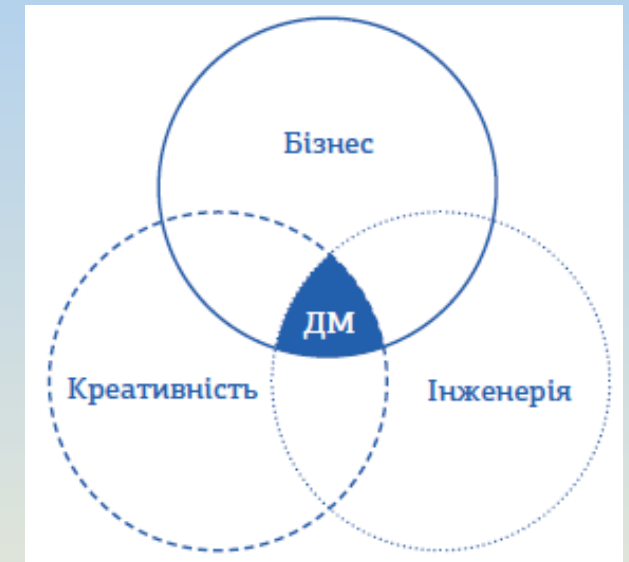 Бізнес
ДМ
Креативність
Інженерія